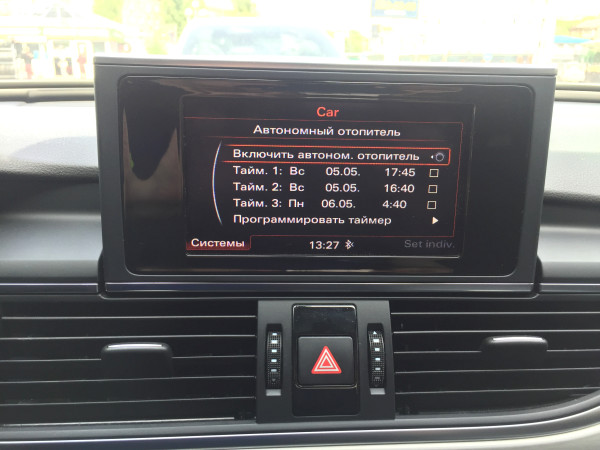 Car
Автономный отопитель
Включить автоном. отопитель
Тайм. 1: Вс 05.05. 17:45
Тайм. 2: Вс 05.05. 16:40
Тайм. 3: Пн 06.05. 4:40
Программировать таймер
Системы 13:27 Set indiv.